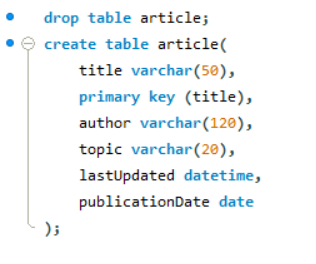 drop table article;
create table article(
title varchar(50),
primary key (title),
author varchar(120),
topic varchar(20),
lastUpdated datetime,
publicationDate date
);